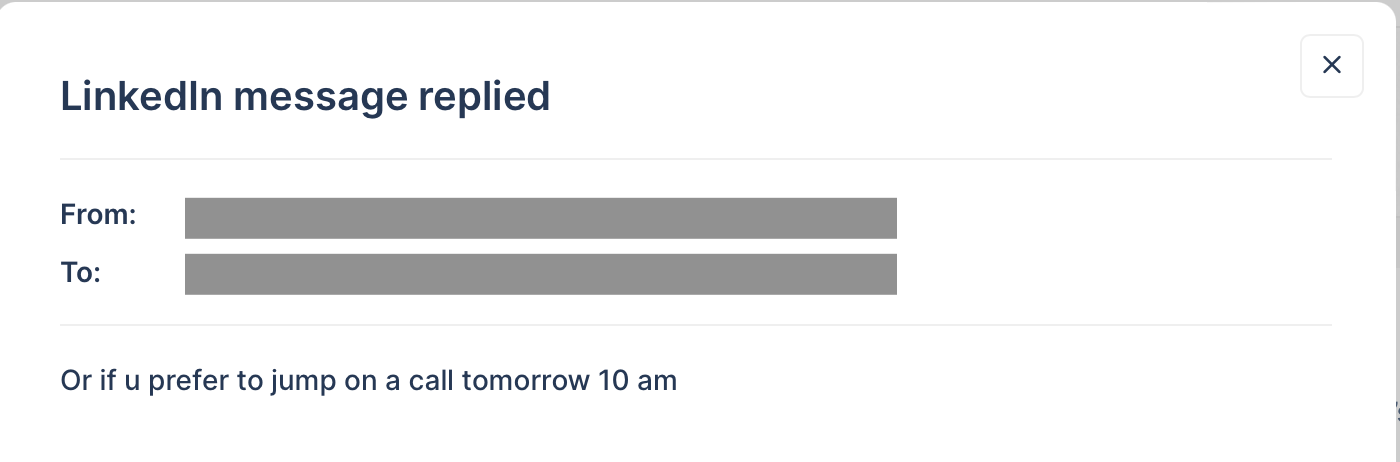 LinkedIn message replied
From:
To:
Or if u prefer to jump on a call tomorrow 10 am